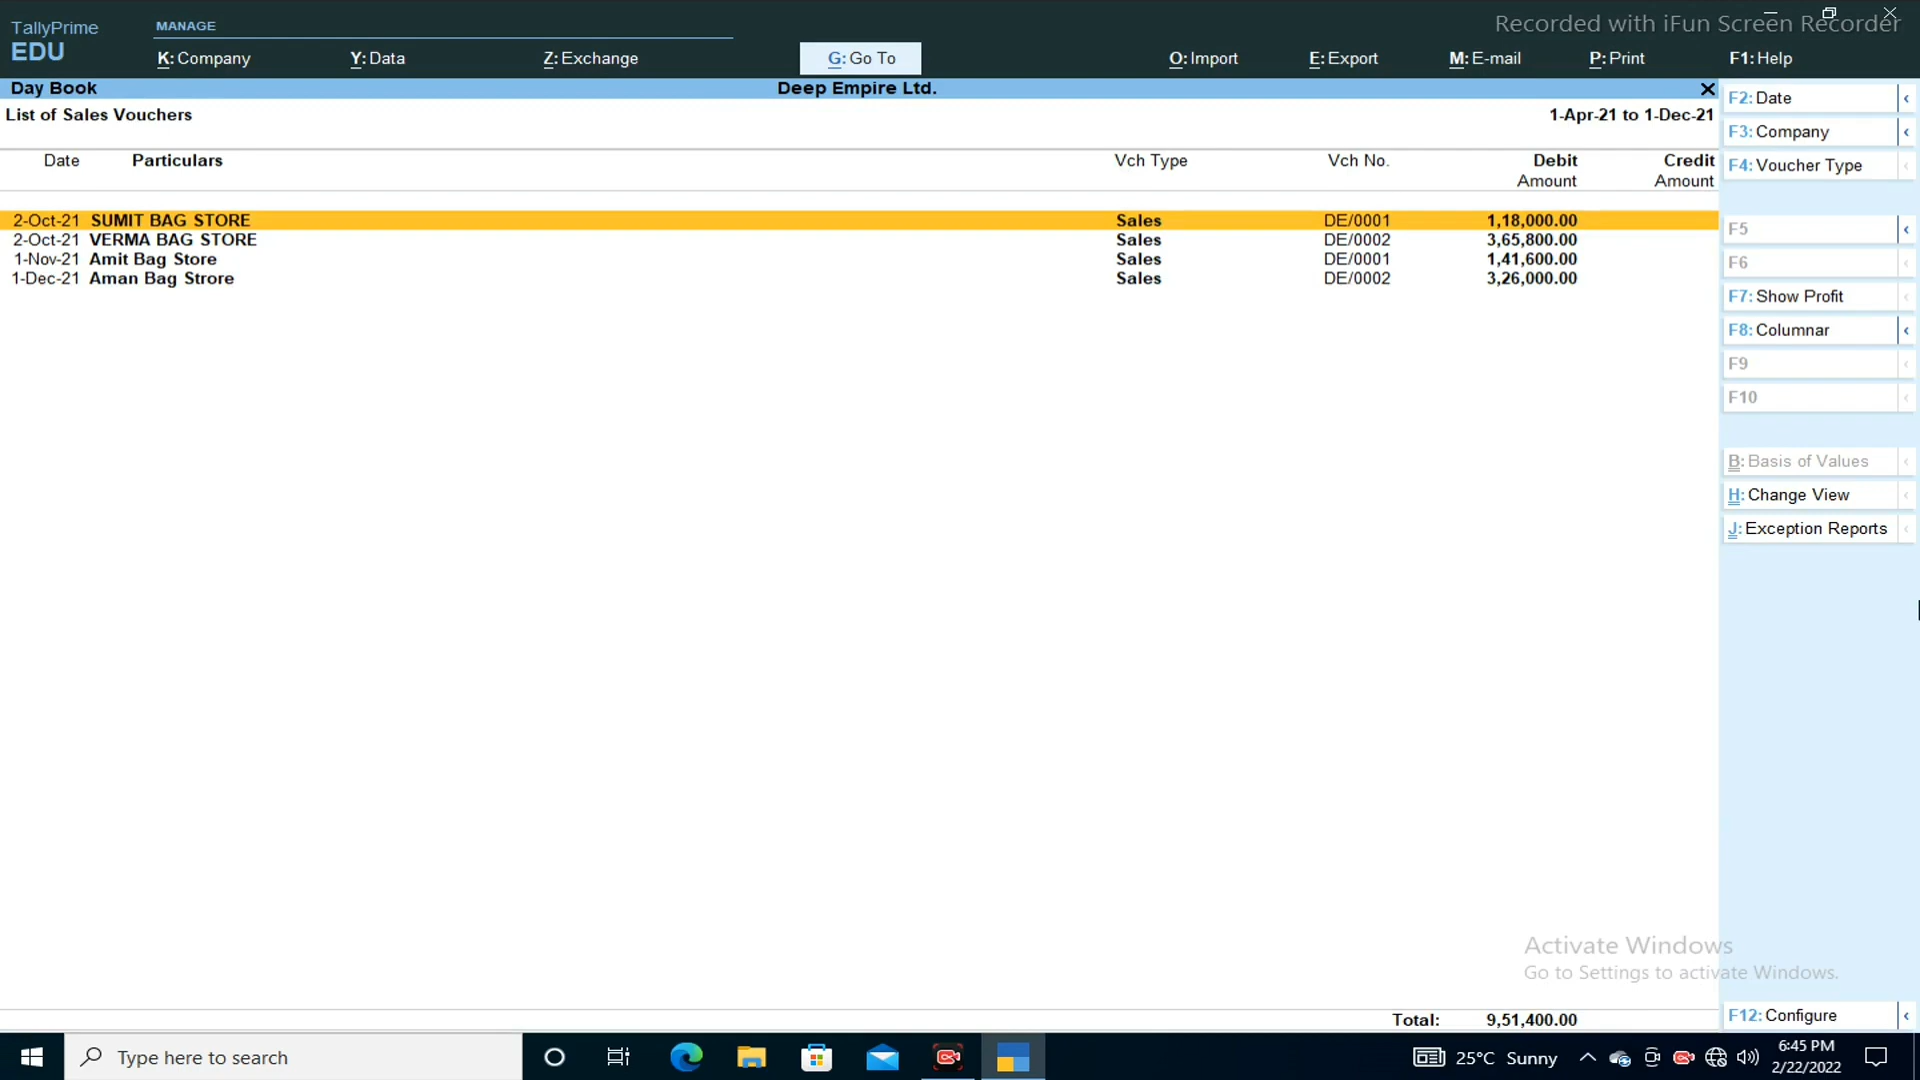 Recorded with iFun Screen Recorder
TallyPrime
EDU
MANAGE
K: Company
Y: Data
Z: Exchange
G: Go To
O: Import
E: Export
M: E-mail
P: Print
F1: Help
Day Book
Deep Empire Ltd.
List of Sales Vouchers
1-Apr-21 to 1-Dec-21
Date Particulars Vch Type Vch No. Debit Credit
Amount Amount
2-Oct-21 SUMIT BAG STORE Sales DE/0001 1,18,000.00
2-Oct-21 VERMA BAG STORE Sales DE/0002 3,65,800.00
1-Nov-21 Amit Bag Store Sales DE/0001 1,41,600.00
1-Dec-21 Aman Bag Strore Sales DE/0002 3,26,000.00
Total: 9,51,400.00
F2: Date
F3: Company
F4: Voucher Type
F5
F6
F7: Show Profit
F8: Columnar
F9
F10
B: Basis of Values
H: Change View
J: Exception Reports
Activate Windows
Go to Settings to activate Windows.
F12: Configure
Type here to search
25°C Sunny
6:45 PM
2/22/2022